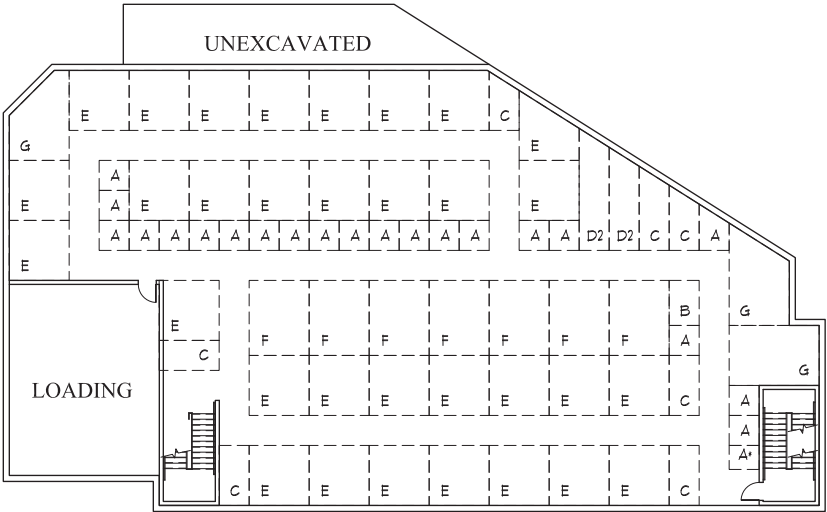 UNEXCAVATED
E E E E E E E C
G E
A
E A E E E E E E E
A A A A A A A A A A A A A A A D2 D2 C C A
E
G
E B
F F F F F F F A
C
G
LOADING
E E E E E E E C A
A
A*
C E E E E E E E C